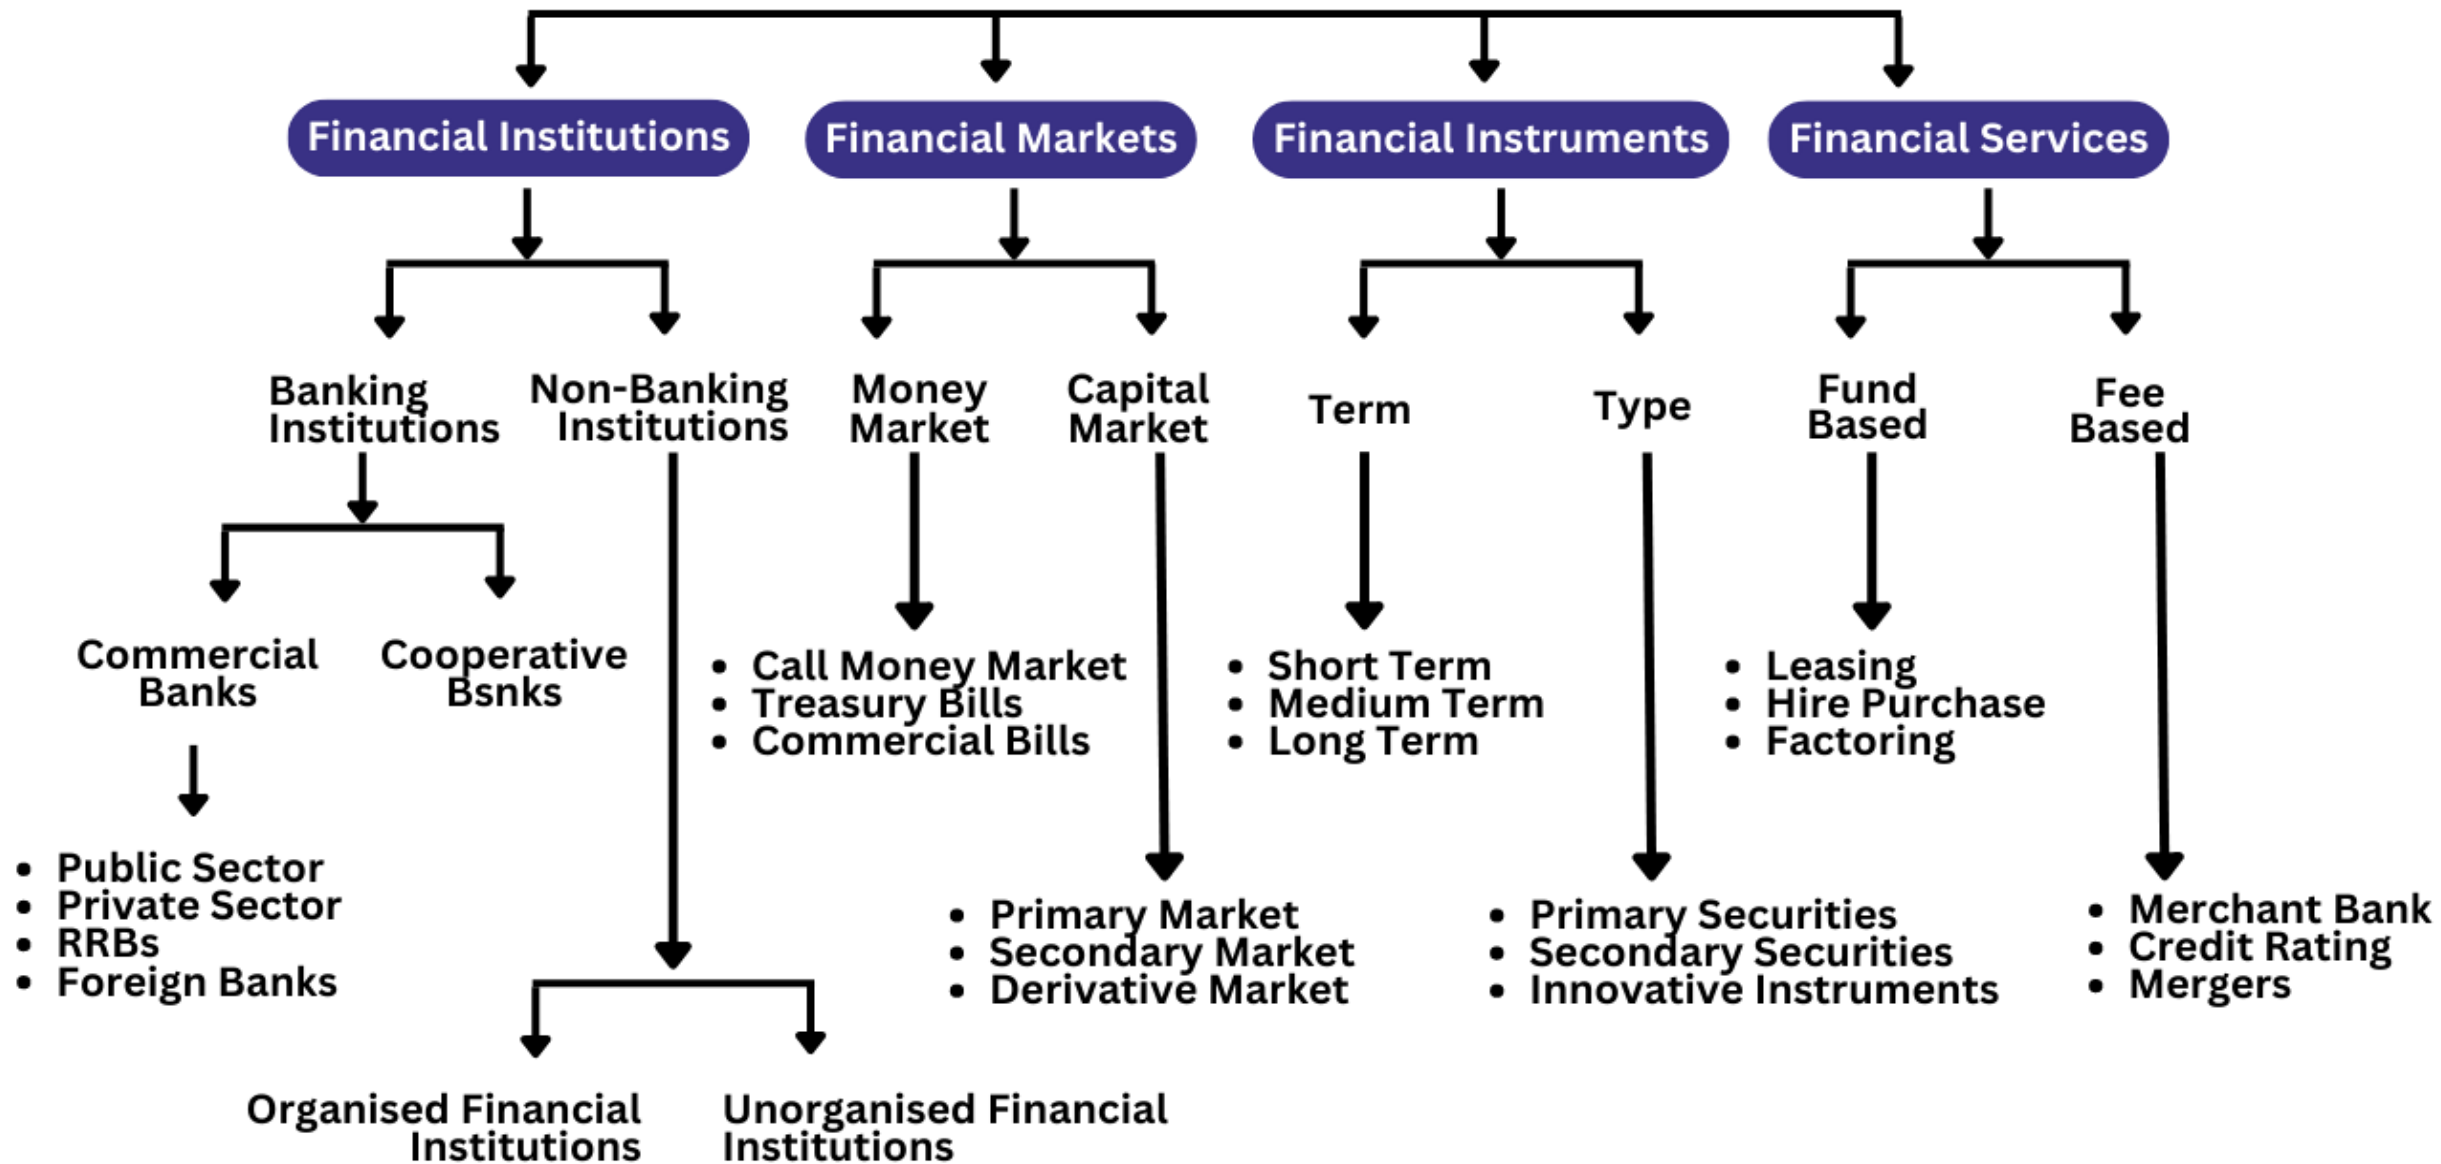 Financial Institutions
Financial Markets
Financial Instruments
Financial Services
Banking
Institutions
Non-Banking
Institutions
Money
Market
Capital
Market
Term
Type
Fund
Based
Fee
Based
Commercial
Banks
Cooperative
Bsnks
• Call Money Market
• Treasury Bills
• Commercial Bills
• Short Term
• Medium Term
• Long Term
• Leasing
• Hire Purchase
• Factoring
• Public Sector
• Private Sector
• RRBs
• Foreign Banks
• Primary Market
• Secondary Market
• Derivative Market
• Primary Securities
• Secondary Securities
• Innovative Instruments
• Merchant Bank
• Credit Rating
• Mergers
Organised Financial
Institutions
Unorganised Financial
Institutions